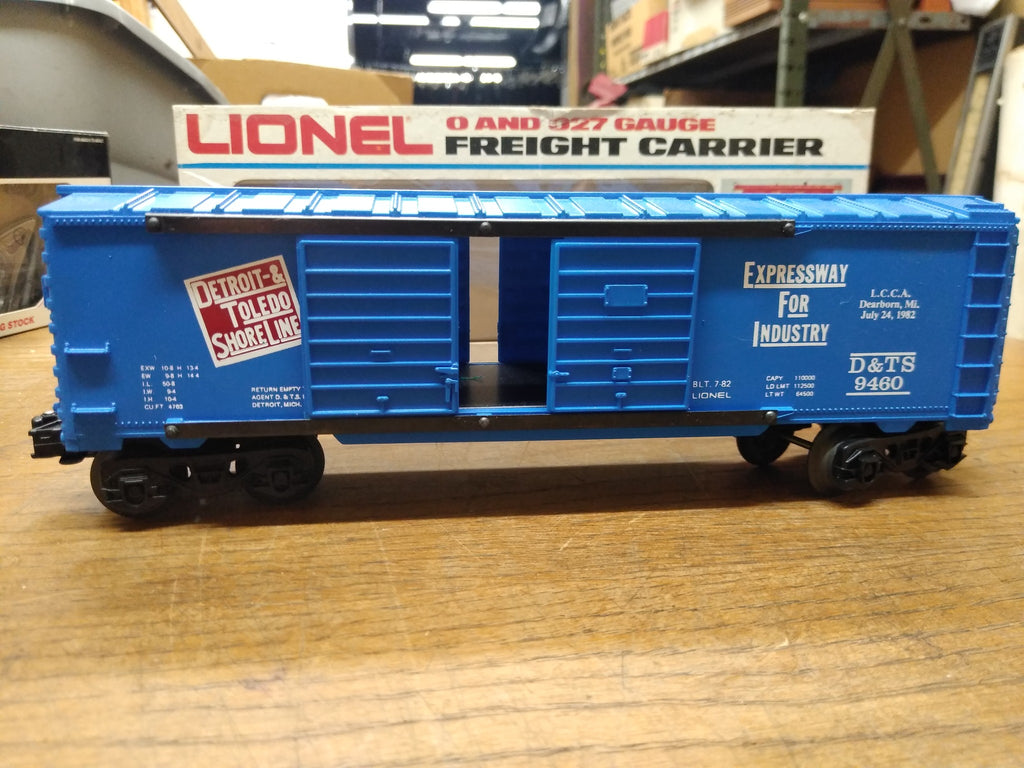 LIONEL
O AND 027 GAUGE
FREIGHT CARRIER
G STOCK
DETROIT-&
TOLEDO
SHORE LINE
EXW 10-8 H 13-4
EW 9-8 H 14 4
I.L. 50-8
I.W. 9-4
I.H 10-4
CU FT 4783
RETURN EMPTY
AGENT D. & T.S.
DETROIT, MICH.
BLT. 7-82
LIONEL
EXPRESSWAY
FOR
INDUSTRY
CAPY 110000
LD LMT 112500
LT WT 64500
L.C.C.A.
Dearborn, Mi.
July 24, 1982
D&TS
9460